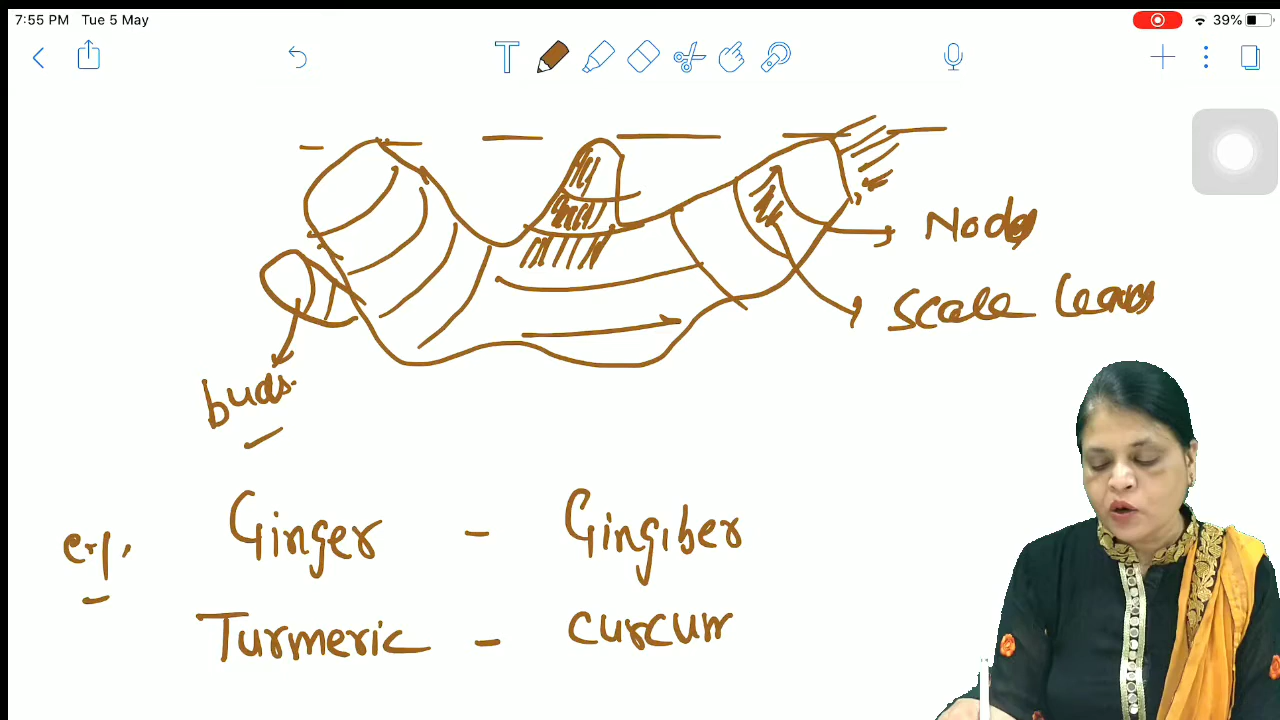 7:55 PM Tue 5 May
39%
T
Node
Scale leaves
buds
Ginger - Gingiber
Turmeric - Curcum